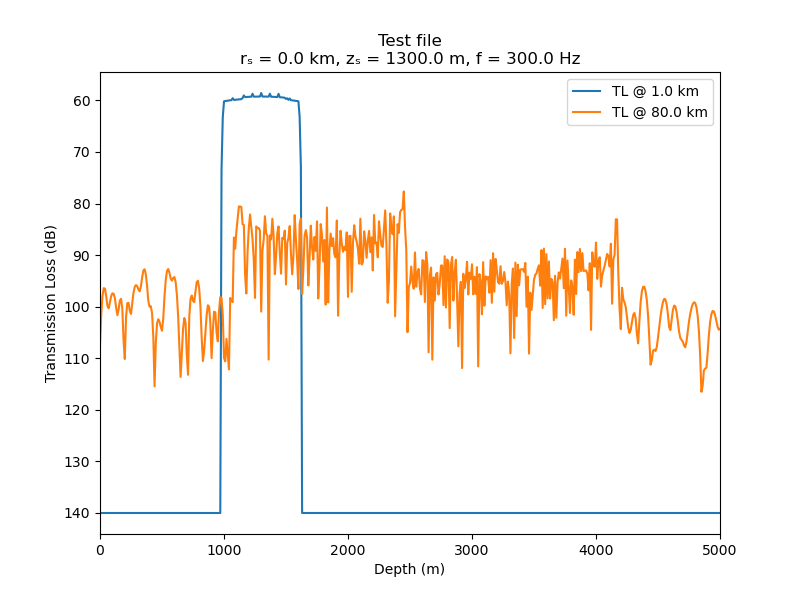 Test file
rₛ = 0.0 km, zₛ = 1300.0 m, f = 300.0 Hz
TL @ 1.0 km
TL @ 80.0 km
60
70
80
90
100
110
120
130
140
Transmission Loss (dB)
0 1000 2000 3000 4000 5000
Depth (m)